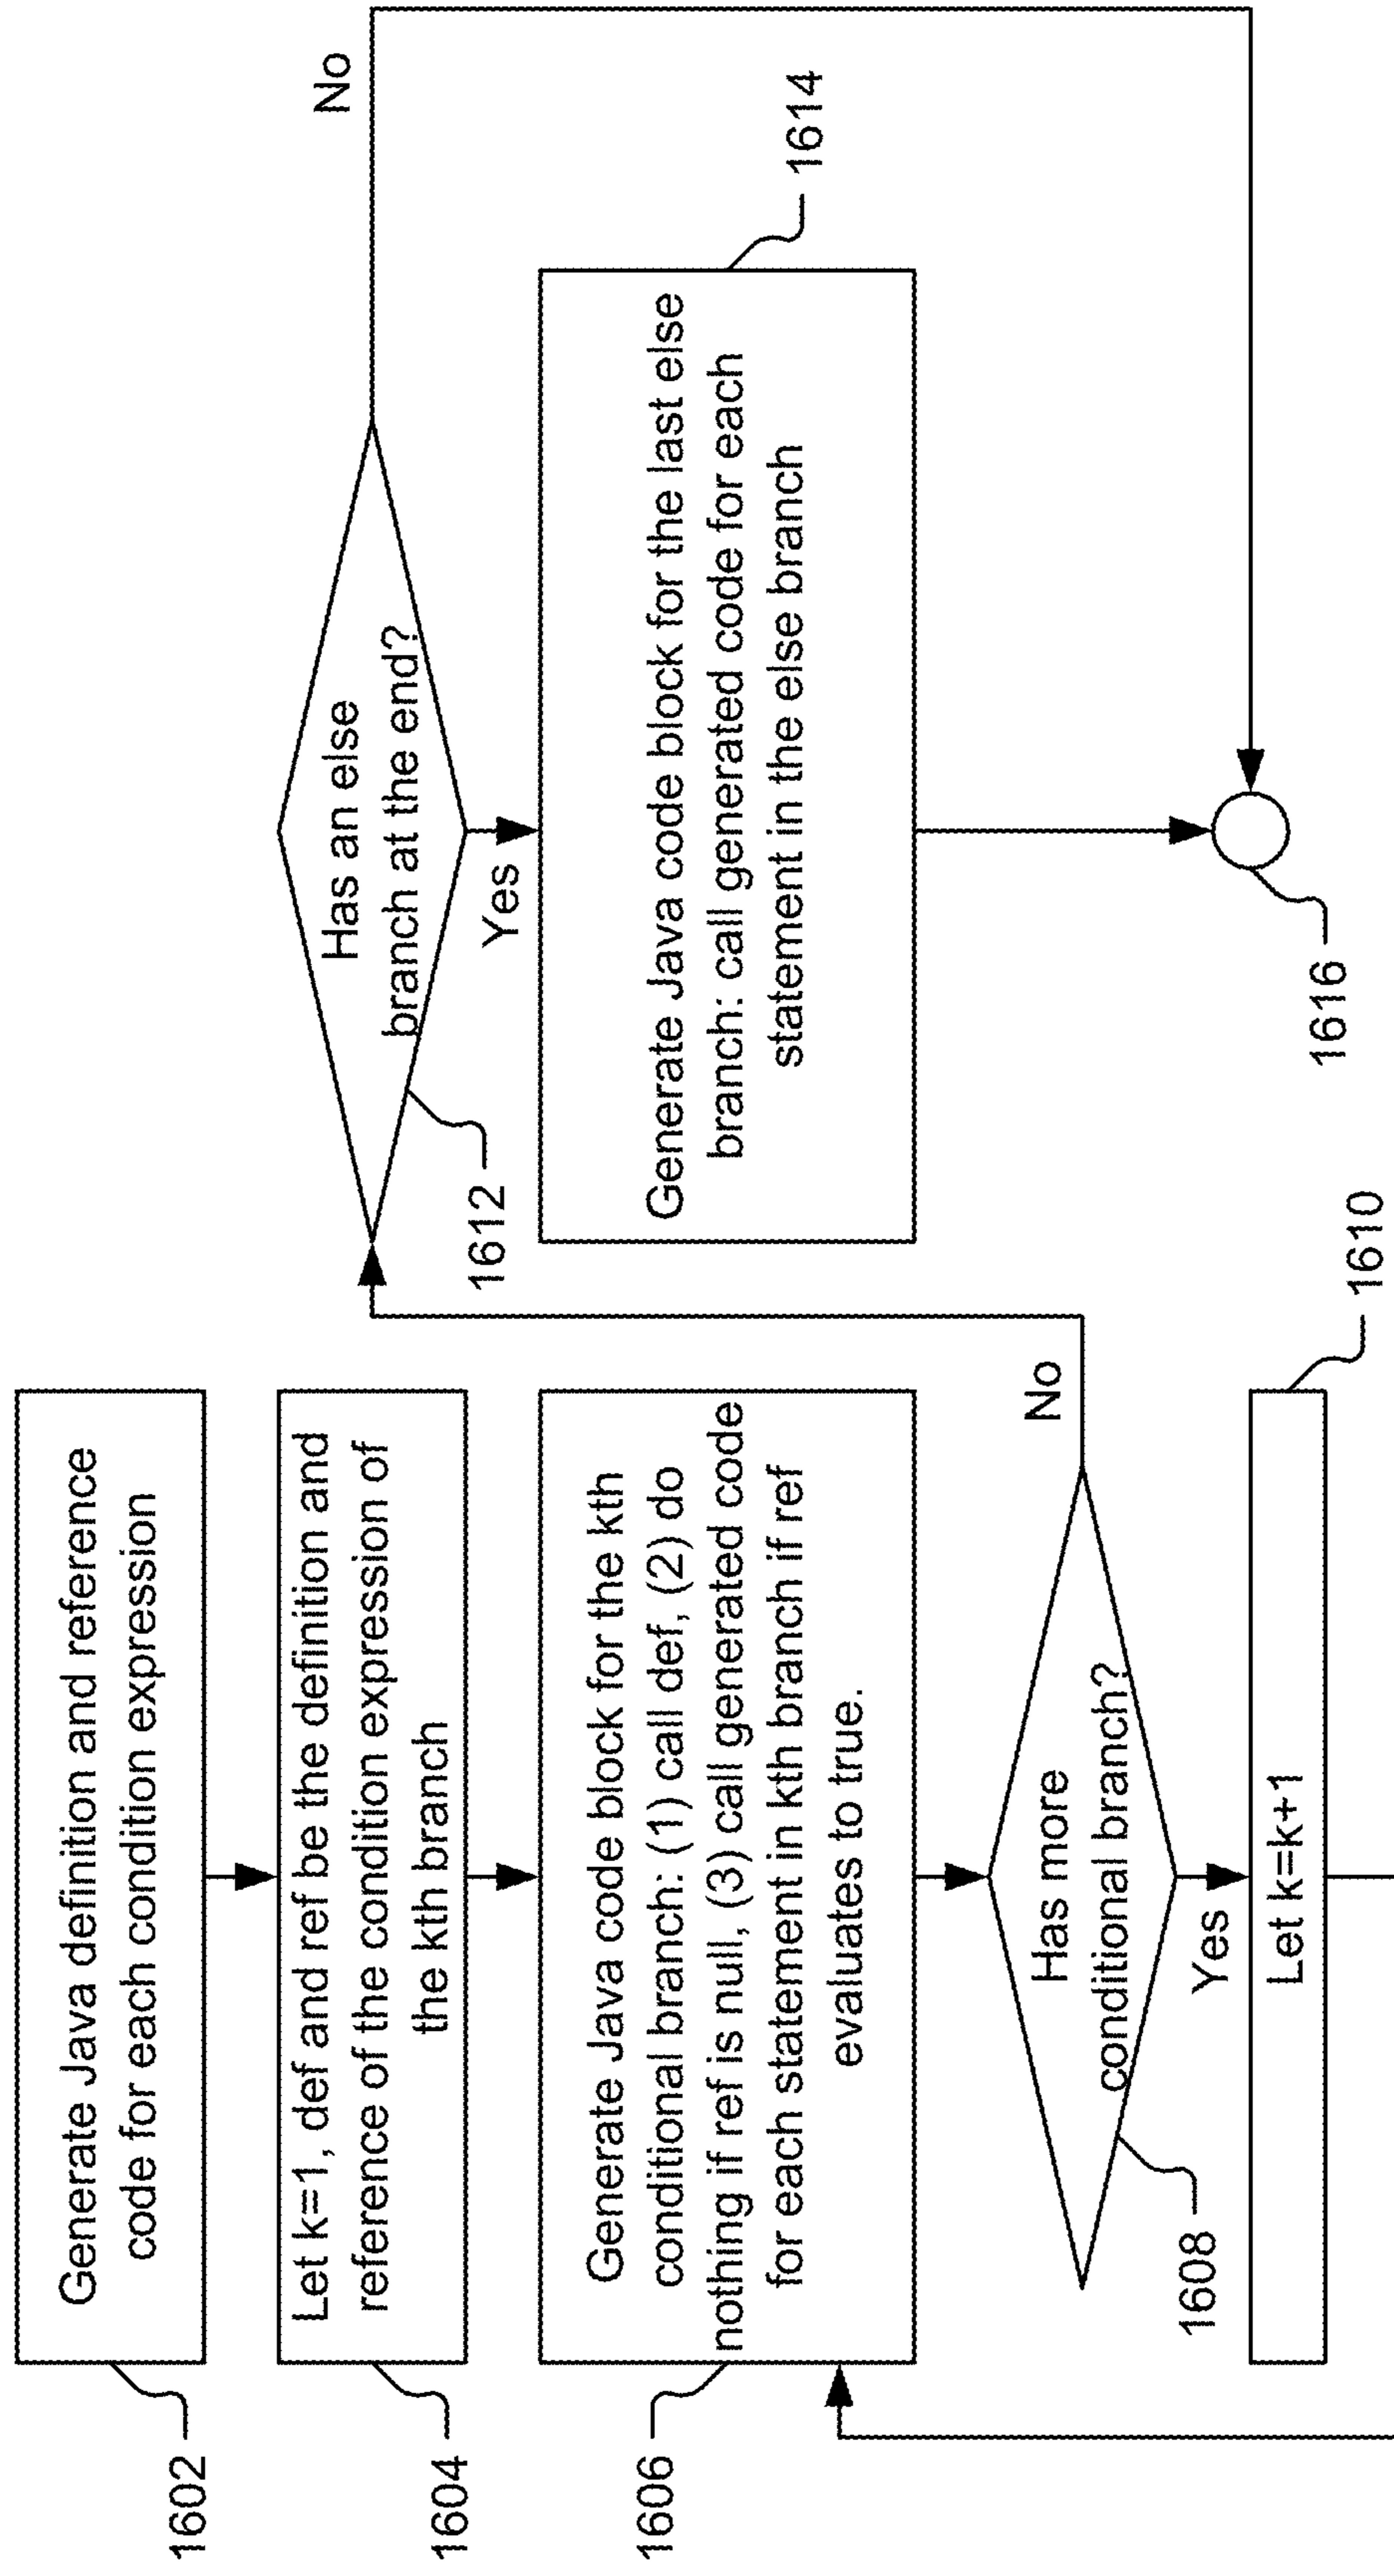 Generate Java definition and reference
code for each condition expression
1602
Let k=1, def and ref be the definition and
reference of the condition expression of
the kth branch
1604
Generate Java code block for the kth
conditional branch: (1) call def, (2) do
nothing if ref is null, (3) call generated code
for each statement in kth branch if ref
evaluates to true.
1606
Has more
conditional branch?
No
Yes
1608
Let k=k+1
1610
Has an else
branch at the end?
No
Yes
1612
Generate Java code block for the last else
branch: call generated code for each
statement in the else branch
1614
1616